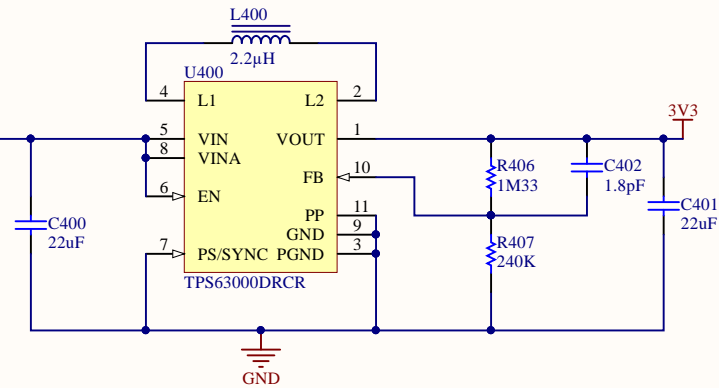 L400
2.2µH
U400
4 L1 L2 2
3V3
5 VIN VOUT 1
8 VINA
R406
1M33
C402
1.8pF
FB 10
6 EN
C401
22uF
C400
22uF
PP 11
GND 9
7 PS/SYNC PGND 3
R407
240K
TPS63000DRCR
GND